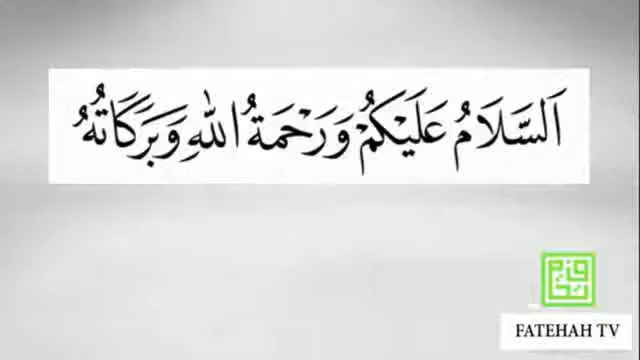 اَلسَّلَامُ عَلَيْكُمْ وَرَحْمَةُ اللهِ وَبَرَكَاتُهُ
FATEHAH TV